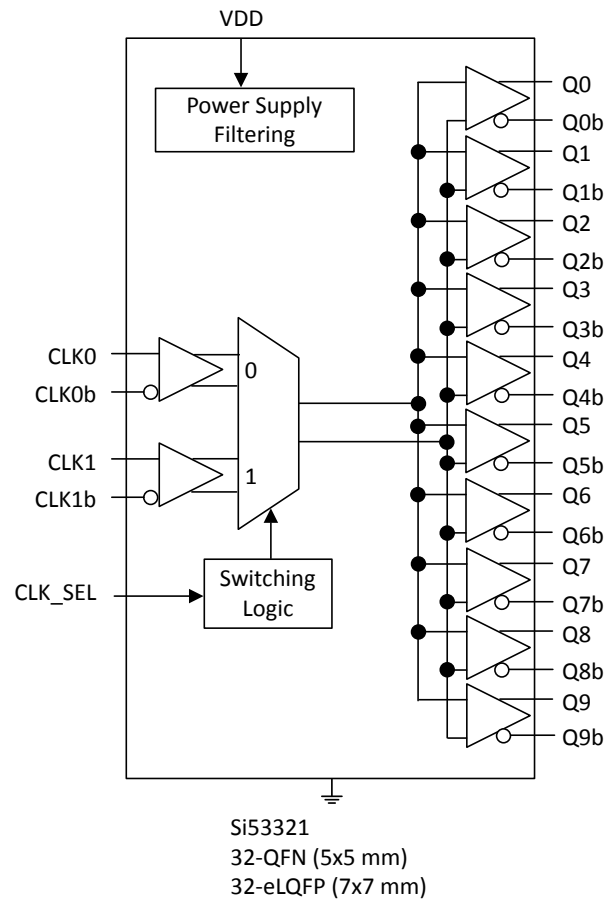 VDD
Power Supply
Filtering
Q0
Q0b
Q1
Q1b
Q2
Q2b
Q3
Q3b
CLK0
0
Q4
CLK0b
Q4b
Q5
CLK1
1
Q5b
CLK1b
Q6
Q6b
Switching
Logic
CLK_SEL
Q7
Q7b
Q8
Q8b
Q9
Q9b
Si53321
32-QFN (5x5 mm)
32-eLQFP (7x7 mm)